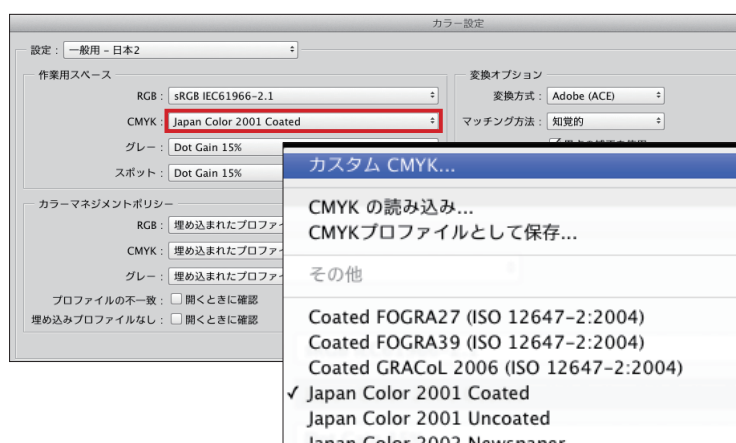 カラー設定
設定： 一般用 – 日本2
作業用スペース
RGB： sRGB IEC61966-2.1
CMYK： Japan Color 2001 Coated
グレー： Dot Gain 15%
スポット： Dot Gain 15%
変換オプション
変換方式： Adobe (ACE)
マッチング方法： 知覚的
カラーマネジメントポリシー
RGB： 埋め込まれたプロファ
CMYK： 埋め込まれたプロファ
グレー： 埋め込まれたプロファ
プロファイルの不一致： 開くときに確認
埋め込みプロファイルなし： 開くときに確認
カスタム CMYK...
CMYK の読み込み...
CMYKプロファイルとして保存...
その他
Coated FOGRA27 (ISO 12647-2:2004)
Coated FOGRA39 (ISO 12647-2:2004)
Coated GRACoL 2006 (ISO 12647-2:2004)
✓ Japan Color 2001 Coated
Japan Color 2001 Uncoated
Japan Color 2002 Newspaper